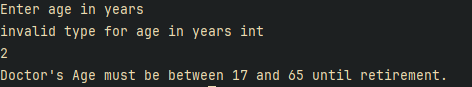 Enter age in years
invalid type for age in years int
2
Doctor's Age must be between 17 and 65 until retirement.